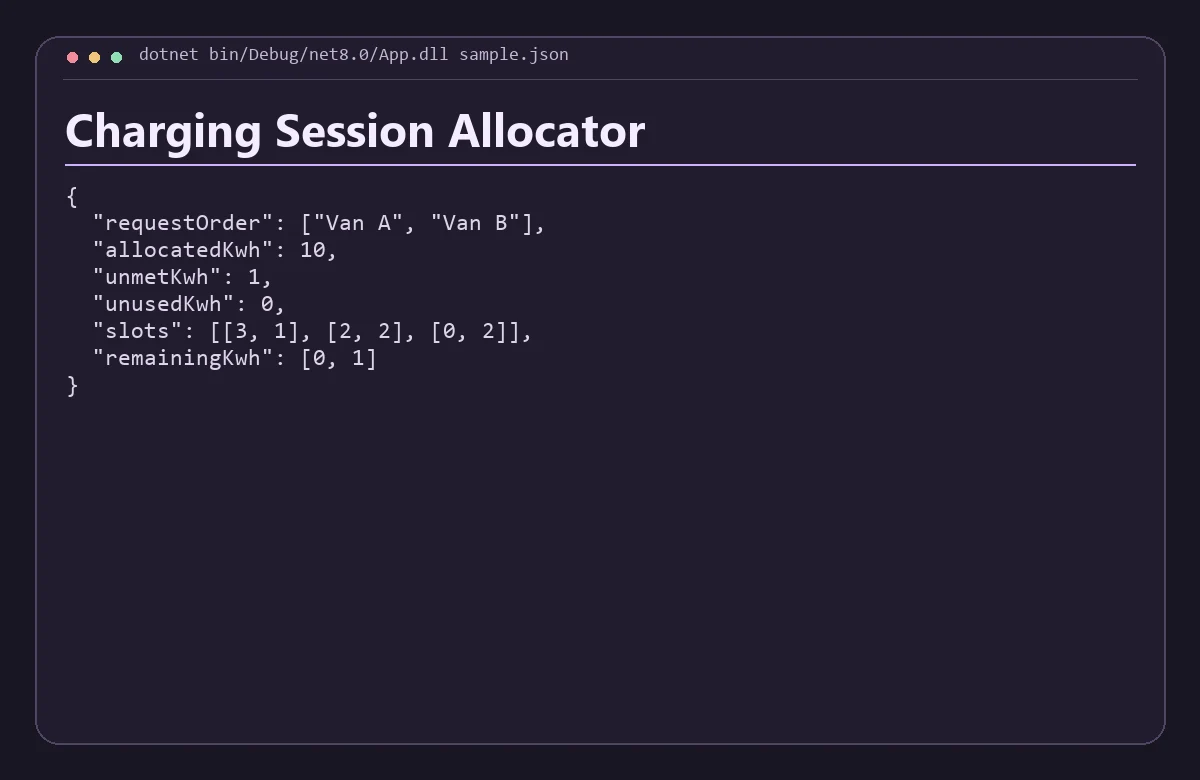 dotnet bin/Debug/net8.0/App.dll sample.json
Charging Session Allocator
{
  "requestOrder": ["Van A", "Van B"],
  "allocatedKwh": 10,
  "unmetKwh": 1,
  "unusedKwh": 0,
  "slots": [[3, 1], [2, 2], [0, 2]],
  "remainingKwh": [0, 1]
}